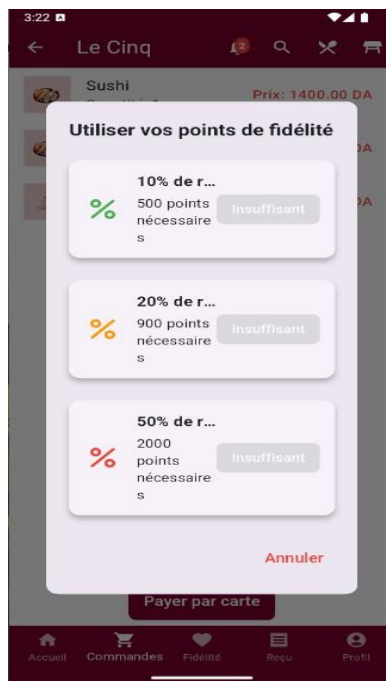 3:22
Le Cinq
2
Sushi
Prix: 1400.00 DA
DA
DA
Utiliser vos points de fidélité
10% de r...
500 points
nécessaire
s
Insuffisant
20% de r...
900 points
nécessaire
s
Insuffisant
50% de r...
2000
points
nécessaire
s
Insuffisant
Annuler
Payer par carte
Accueil Commandes Fidélité Reçu Profil